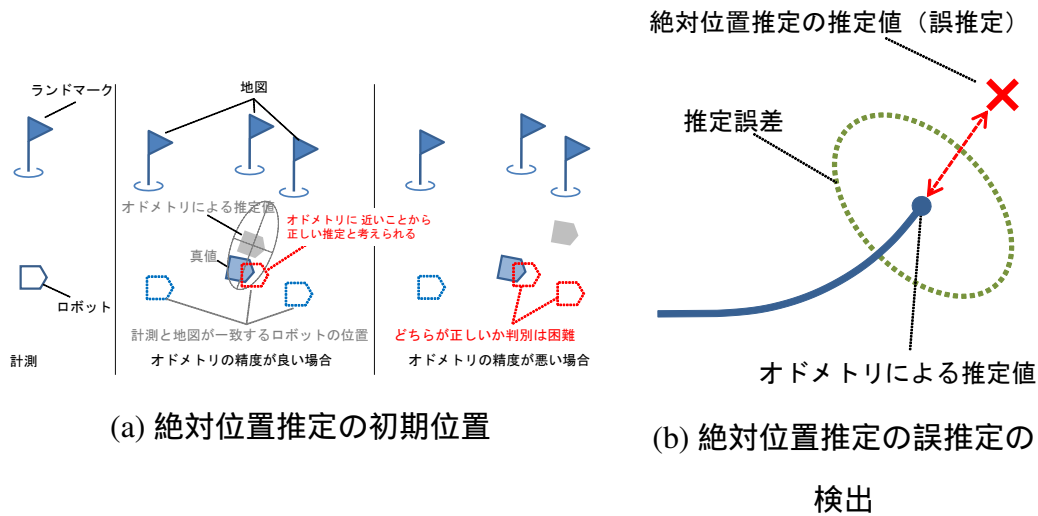 ランドマーク
ロボット
計測
地図
オドメトリによる推定値
オドメトリに 近いことから
正しい推定と考えられる
真値
計測と地図が一致するロボットの位置
オドメトリの精度が良い場合
どちらが正しいか判別は困難
オドメトリの精度が悪い場合
(a) 絶対位置推定の初期位置
絶対位置推定の推定値（誤推定）
推定誤差
オドメトリによる推定値
(b) 絶対位置推定の誤推定の
検出